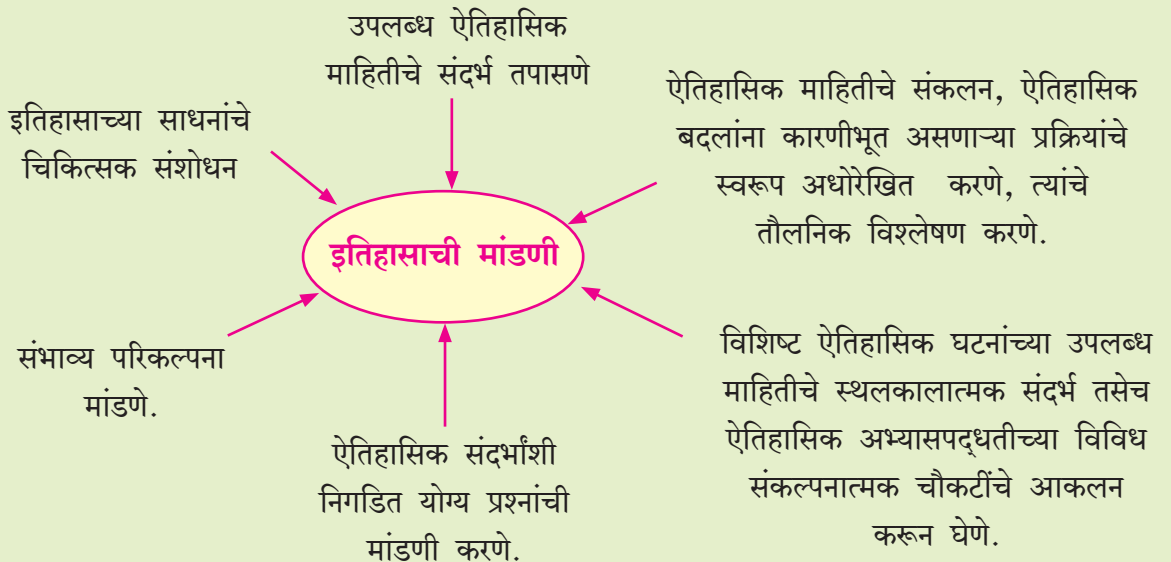 उपलब्ध ऐतिहासिक
माहितीचे संदर्भ तपासणे
ऐतिहासिक माहितीचे संकलन, ऐतिहासिक
बदलांना कारणीभूत असणाऱ्या प्रक्रियांचे
स्वरूप अधोरेखित करणे, त्यांचे
तौलनिक विश्लेषण करणे.
इतिहासाच्या साधनांचे
चिकित्सक संशोधन
इतिहासाची मांडणी
संभाव्य परिकल्पना
मांडणे.
विशिष्ट ऐतिहासिक घटनांच्या उपलब्ध
माहितीचे स्थलकालात्मक संदर्भ तसेच
ऐतिहासिक अभ्यासपद्धतीच्या विविध
संकल्पनात्मक चौकटींचे आकलन
करून घेणे.
ऐतिहासिक संदर्भांशी
निगडित योग्य प्रश्नांची
मांडणी करणे.